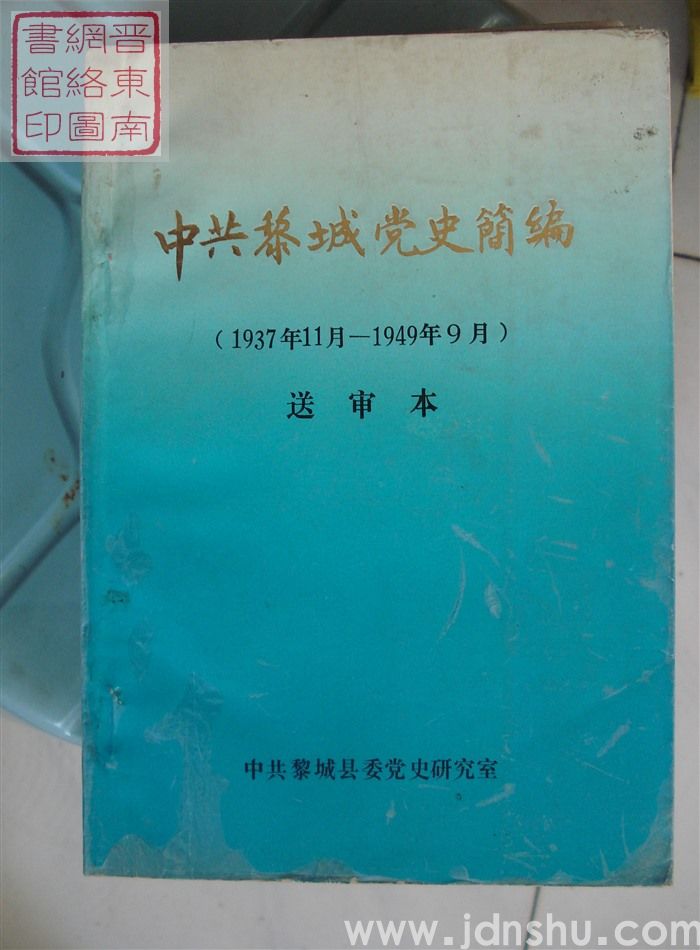 晋東南
網絡圖
書館印
中共黎城党史簡编
（1937年11月—1949年9月）
送审本
中共黎城县委党史研究室
www.jdnshu.com